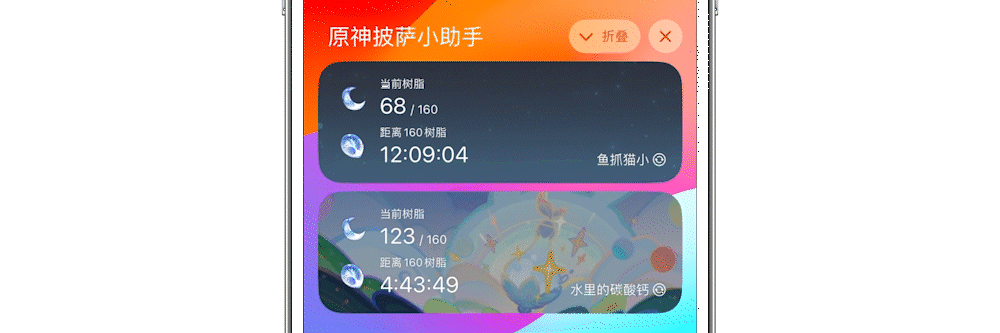 原神披萨小助手
折叠
当前树脂
68 / 160
距离 160 树脂
12:09:04
鱼抓猫小
当前树脂
123 / 160
距离 160 树脂
4:43:49
水里的碳酸钙